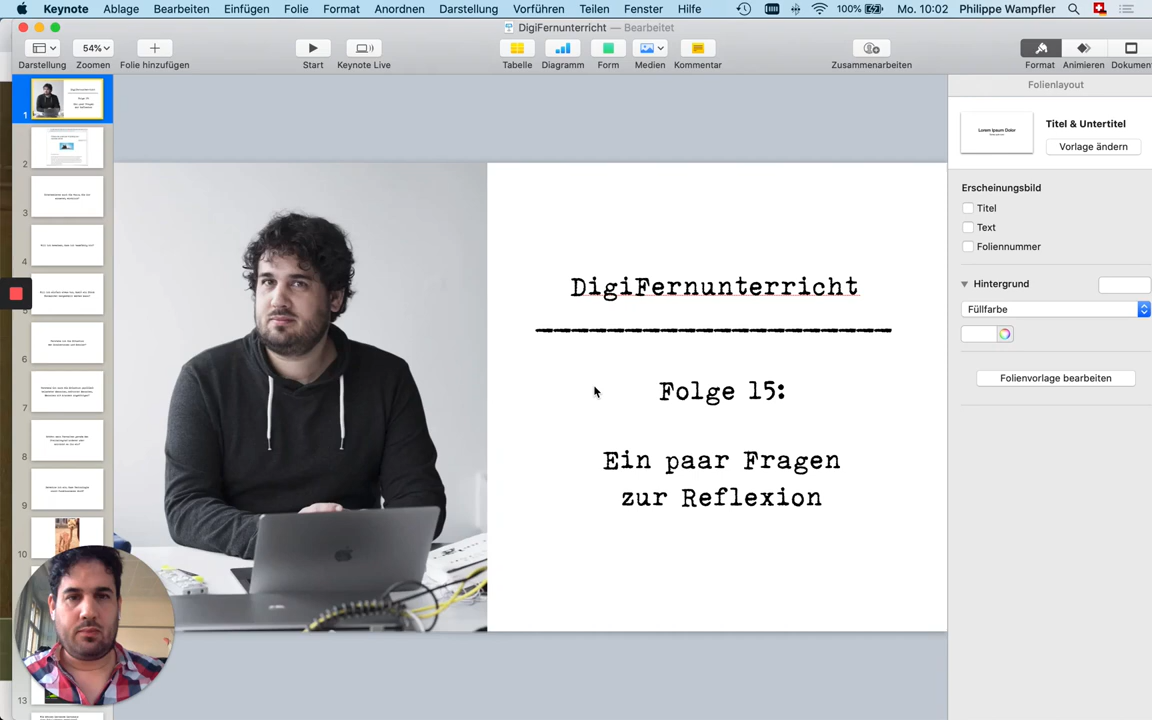 Keynote Ablage Bearbeiten Einfügen Folie Format Anordnen Darstellung Vorführen Teilen Fenster Hilfe 100% Mo. 10:02 Philippe Wampfler
DigiFernunterricht — Bearbeitet
54%
Darstellung Zoomen Folie hinzufügen Start Keynote Live Tabelle Diagramm Form Medien Kommentar Zusammenarbeiten Format Animieren Dokumen
Folienlayout
Lorem Ipsum Dolor
Titel & Untertitel
Vorlage ändern
Erscheinungsbild
Titel
Text
Foliennummer
Hintergrund
Füllfarbe
Folienvorlage bearbeiten
1
2
3
4
5
6
7
8
9
10
13
DigiFernunterricht
Folge 15:
Ein paar Fragen
zur Reflexion